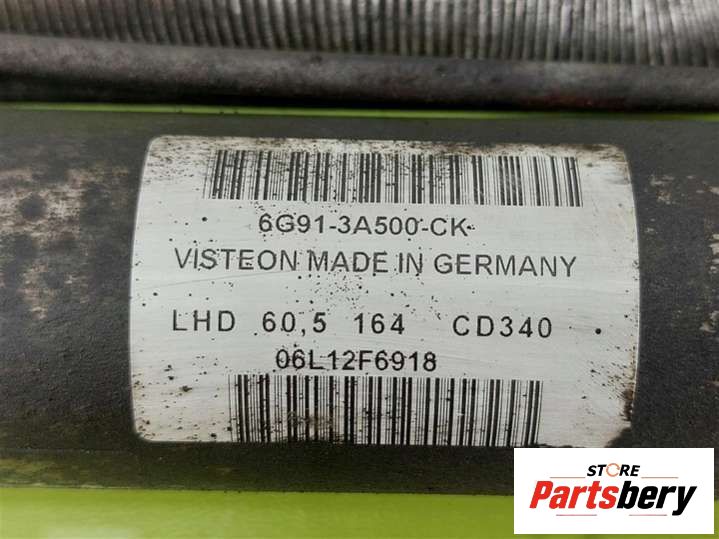 6G91-3A500-CK
VISTEON MADE IN GERMANY
LHD 60,5 164 CD340
06L12F6918
STORE
Partsbery